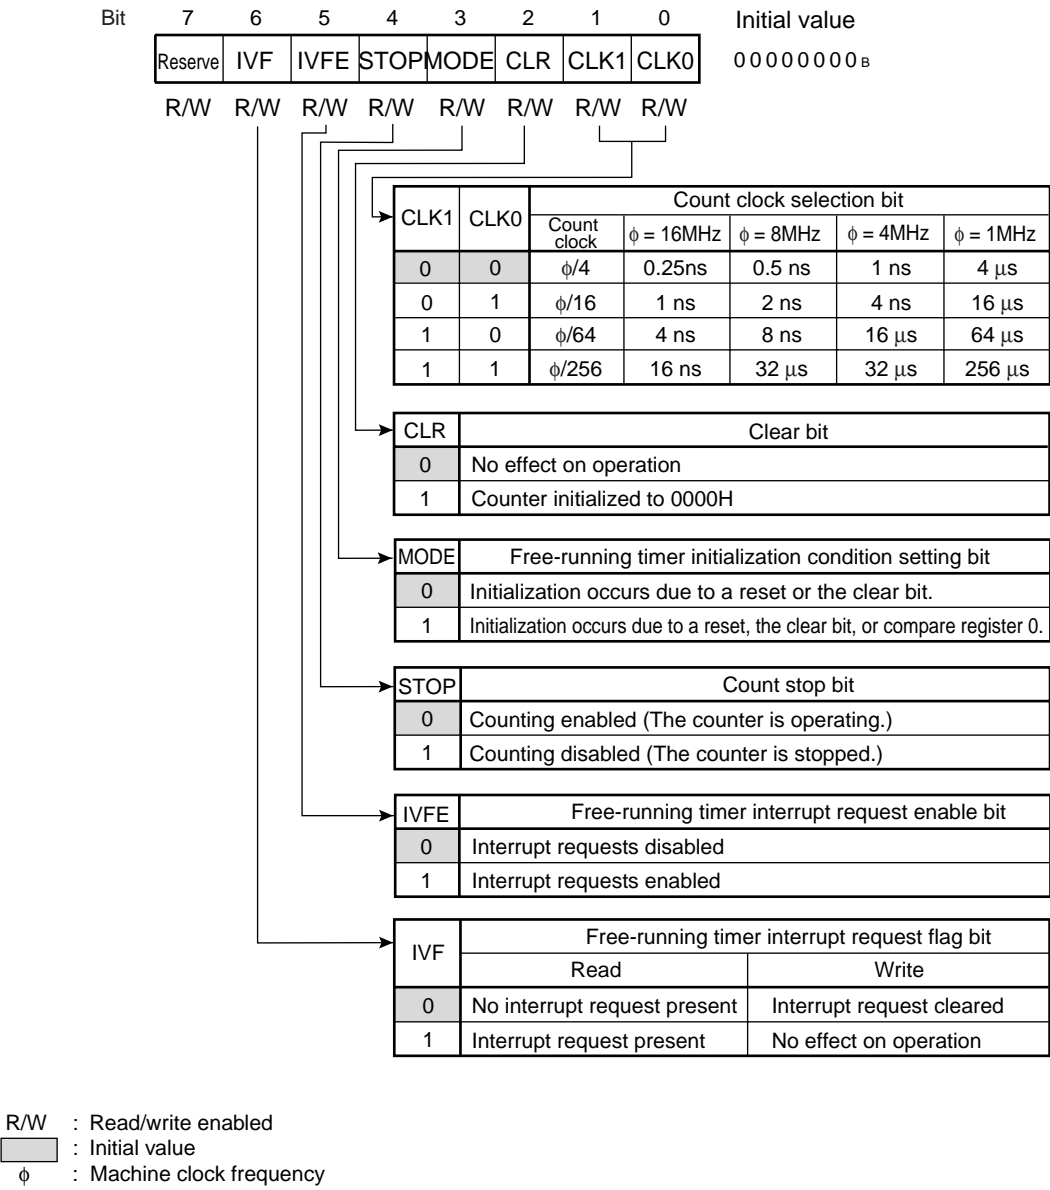 Bit 7 6 5 4 3 2 1 0 Initial value
Reserve IVF IVFE STOP MODE CLR CLK1 CLK0 00000000B
R/W R/W R/W R/W R/W R/W R/W R/W
CLK1 CLK0 Count clock selection bit
Count clock φ = 16MHz φ = 8MHz φ = 4MHz φ = 1MHz
0 0 φ/4 0.25ns 0.5 ns 1 ns 4 μs
0 1 φ/16 1 ns 2 ns 4 ns 16 μs
1 0 φ/64 4 ns 8 ns 16 μs 64 μs
1 1 φ/256 16 ns 32 μs 32 μs 256 μs
CLR Clear bit
0 No effect on operation
1 Counter initialized to 0000H
MODE Free-running timer initialization condition setting bit
0 Initialization occurs due to a reset or the clear bit.
1 Initialization occurs due to a reset, the clear bit, or compare register 0.
STOP Count stop bit
0 Counting enabled (The counter is operating.)
1 Counting disabled (The counter is stopped.)
IVFE Free-running timer interrupt request enable bit
0 Interrupt requests disabled
1 Interrupt requests enabled
IVF Free-running timer interrupt request flag bit
Read Write
0 No interrupt request present Interrupt request cleared
1 Interrupt request present No effect on operation
R/W : Read/write enabled
: Initial value
φ : Machine clock frequency